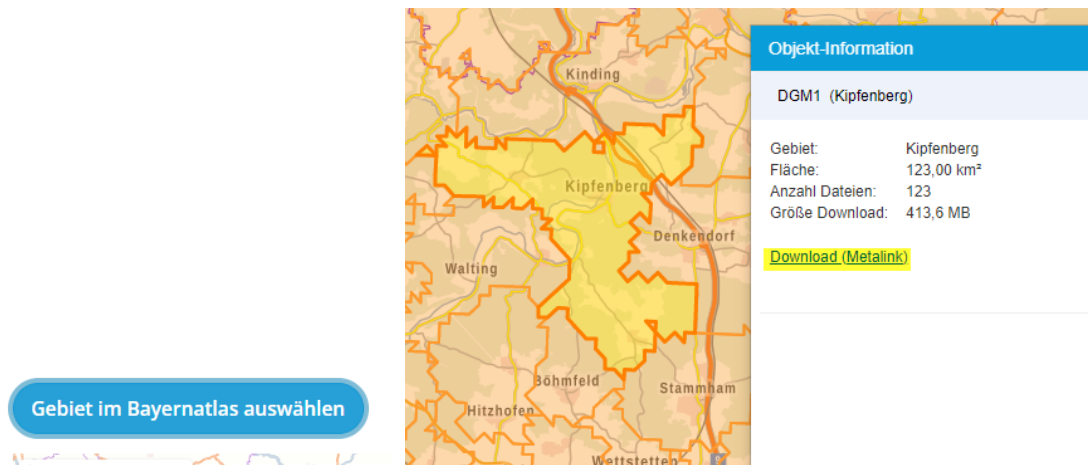 Gebiet im Bayernatlas auswählen
Kinding
Kipfenberg
Denkendorf
Walting
Böhmfeld
Stammham
Hitzhofen
Wettstetten
Objekt-Information
DGM1 (Kipfenberg)
Gebiet: Kipfenberg
Fläche: 123,00 km²
Anzahl Dateien: 123
Größe Download: 413,6 MB
Download (Metalink)